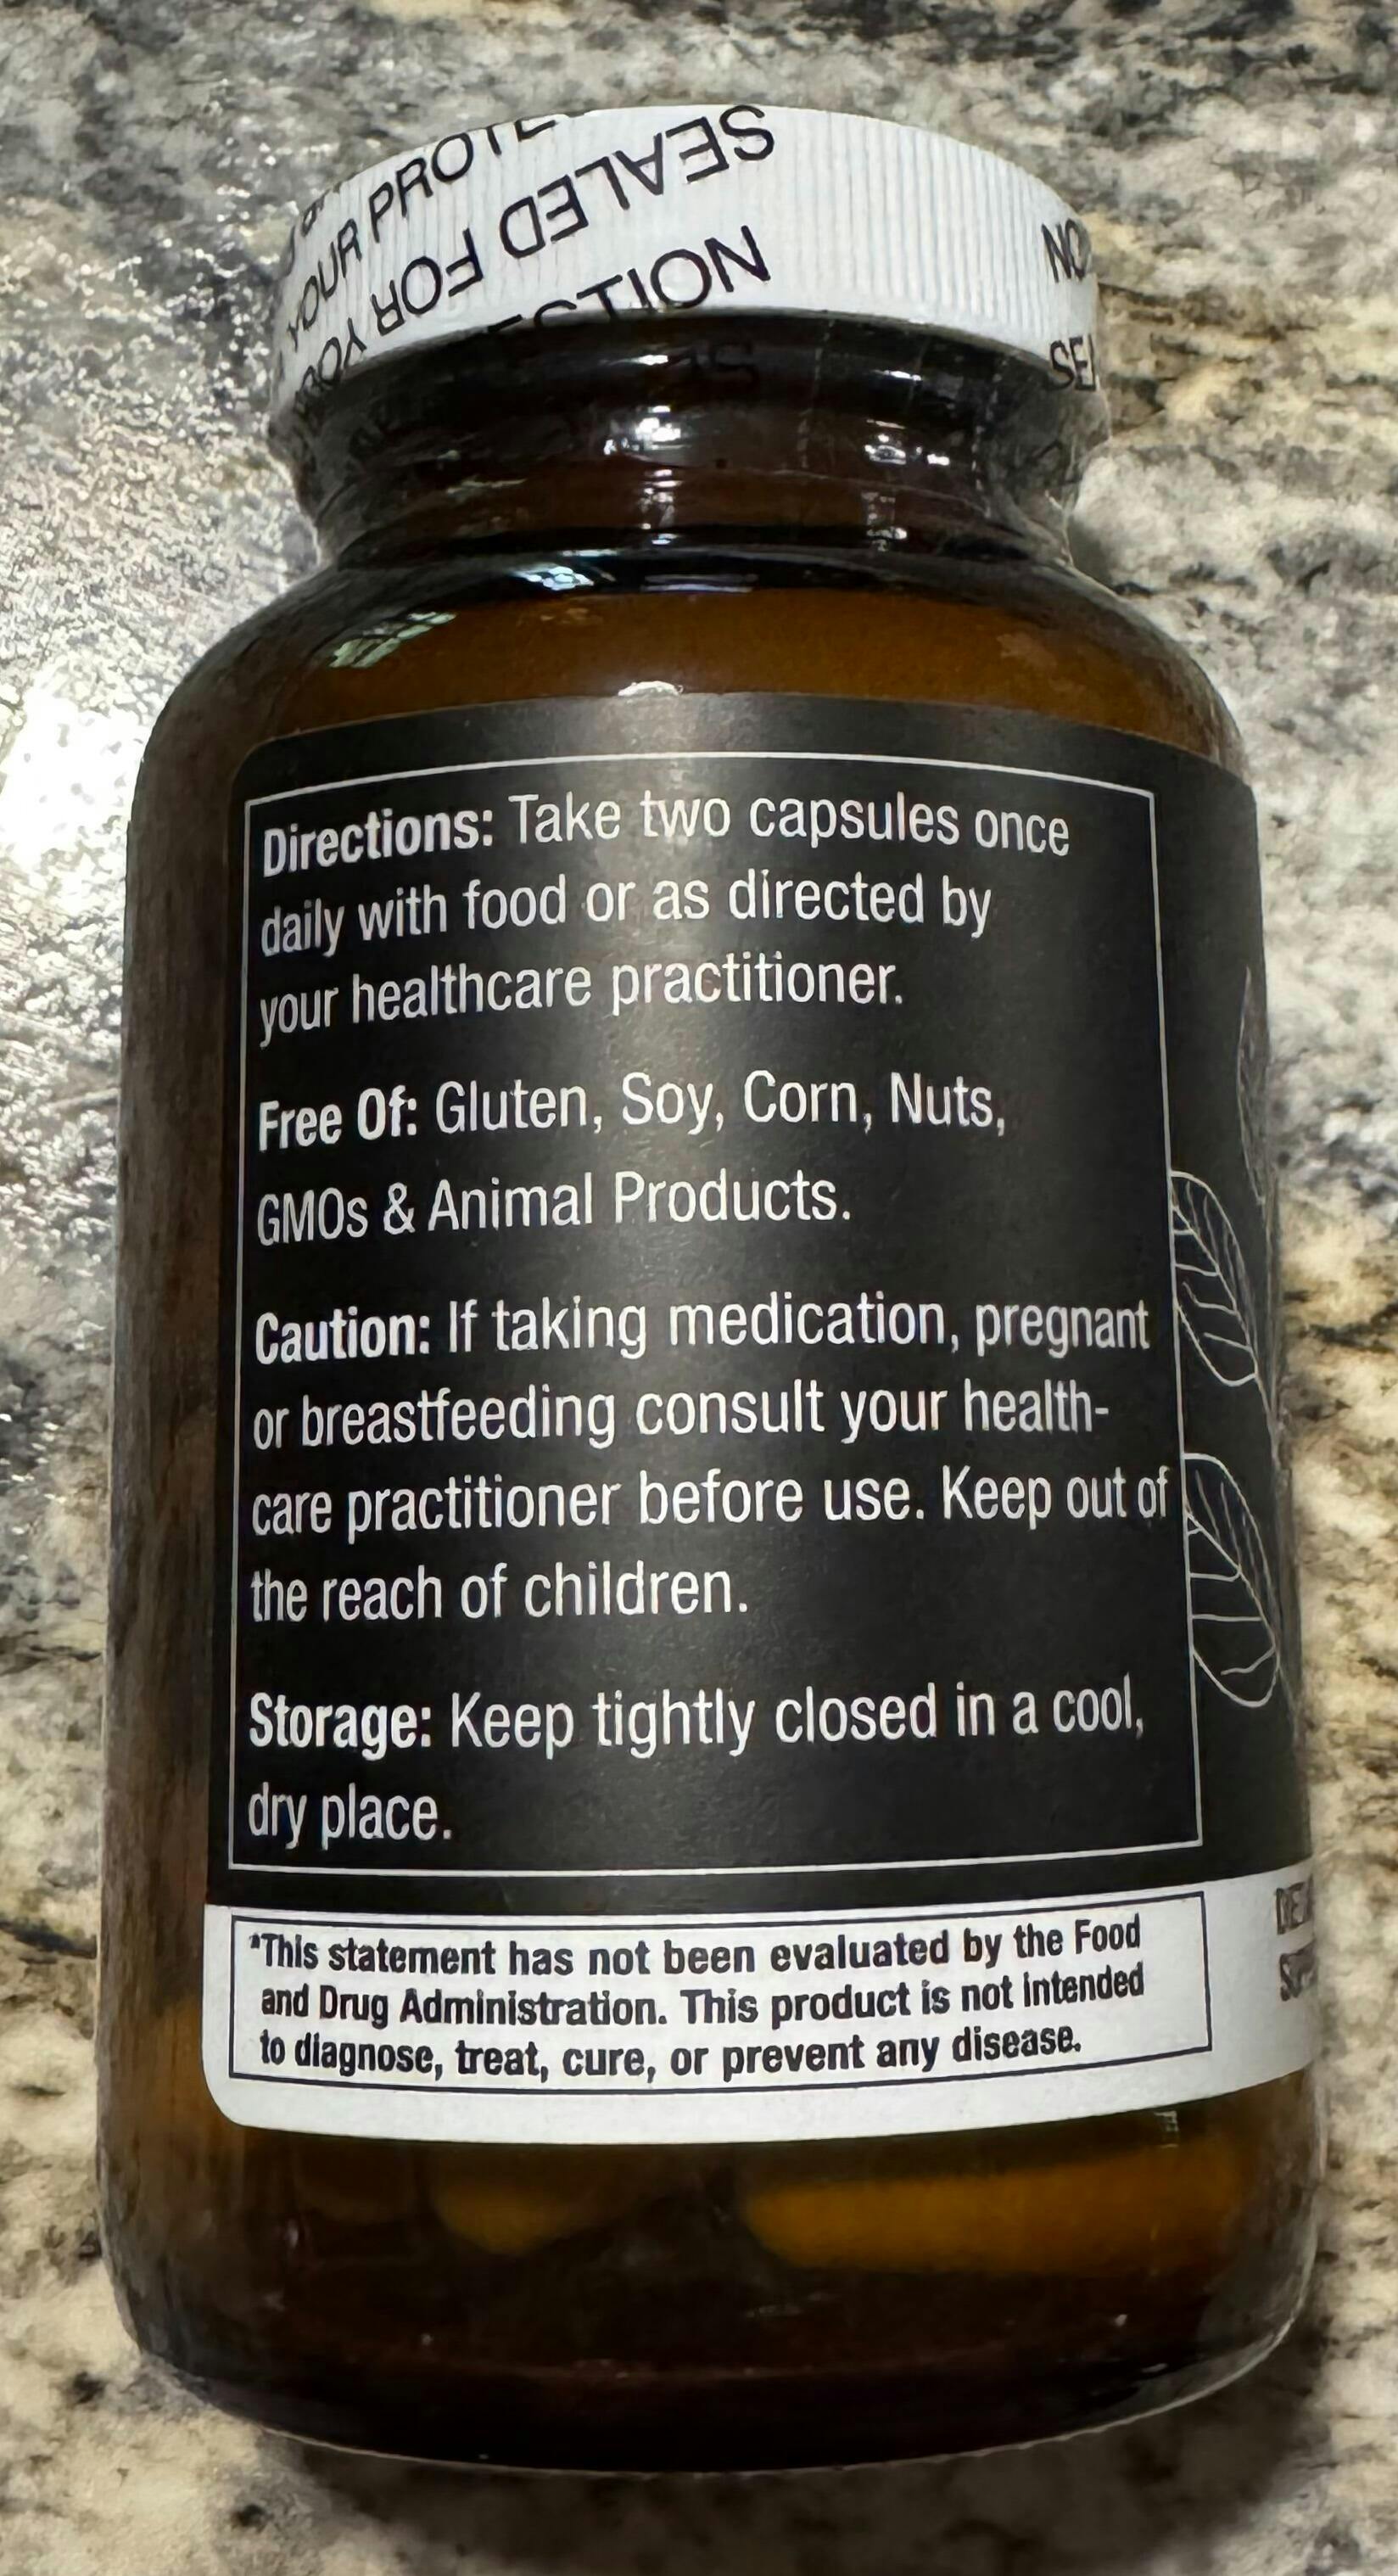 YOUR
SEALED FOR
NOITOE
Directions: Take two capsules once
daily with food or as directed by
your healthcare practitioner.
Free Of: Gluten, Soy, Corn, Nuts,
GMOs & Animal Products.
Caution: If taking medication, pregnant
or breastfeeding consult your health-
care practitioner before use. Keep out of
the reach of children.
Storage: Keep tightly closed in a cool,
dry place.
*This statement has not been evaluated by the Food
and Drug Administration. This product is not intended
to diagnose, treat, cure, or prevent any disease.